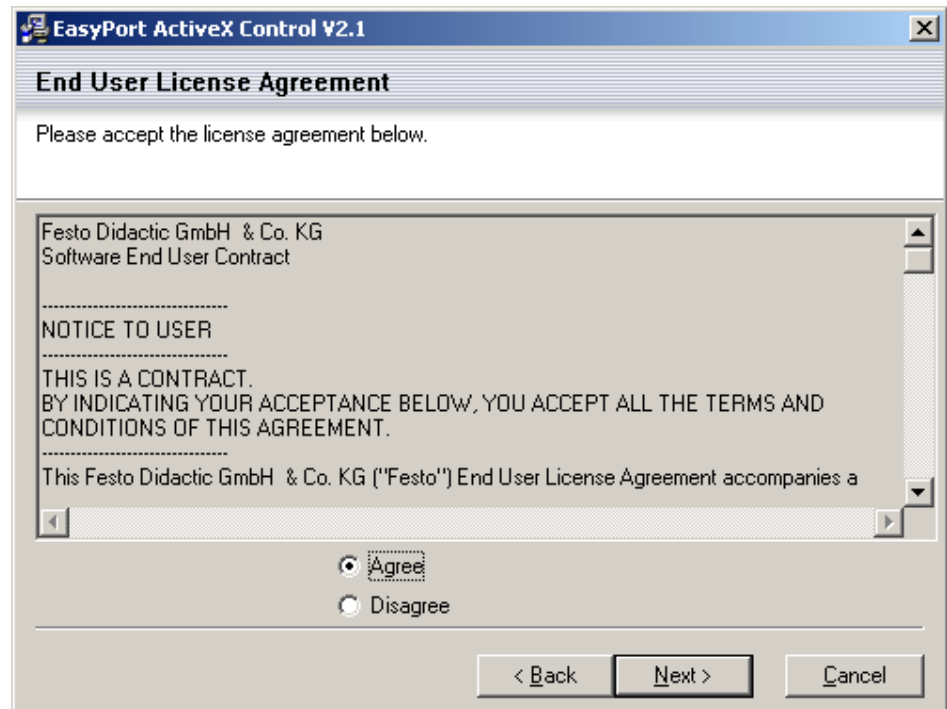 EasyPort ActiveX Control V2.1
End User License Agreement
Please accept the license agreement below.
Festo Didactic GmbH & Co. KG
Software End User Contract
--------------------------------
NOTICE TO USER
--------------------------------
THIS IS A CONTRACT.
BY INDICATING YOUR ACCEPTANCE BELOW, YOU ACCEPT ALL THE TERMS AND
CONDITIONS OF THIS AGREEMENT.
--------------------------------
This Festo Didactic GmbH & Co. KG ("Festo") End User License Agreement accompanies a
Agree
Disagree
< Back Next > Cancel